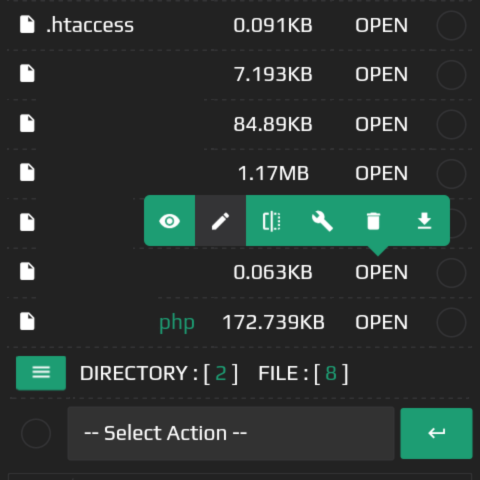 .htaccess 0.091KB OPEN
7.193KB OPEN
84.89KB OPEN
1.17MB OPEN
0.063KB OPEN
php 172.739KB OPEN
DIRECTORY : [ 2 ] FILE : [ 8 ]
-- Select Action --